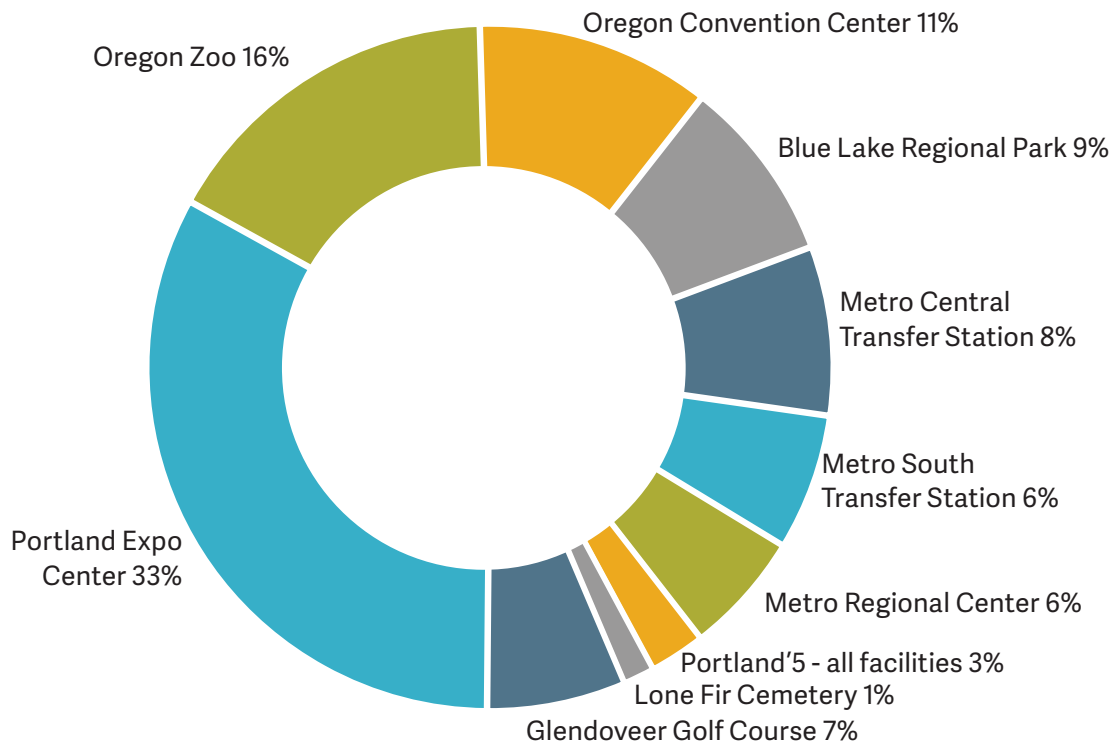 Oregon Convention Center 11%
Oregon Zoo 16%
Blue Lake Regional Park 9%
Metro Central
Transfer Station 8%
Metro South
Transfer Station 6%
Portland Expo
Center 33%
Metro Regional Center 6%
Portland’5 - all facilities 3%
Lone Fir Cemetery 1%
Glendoveer Golf Course 7%